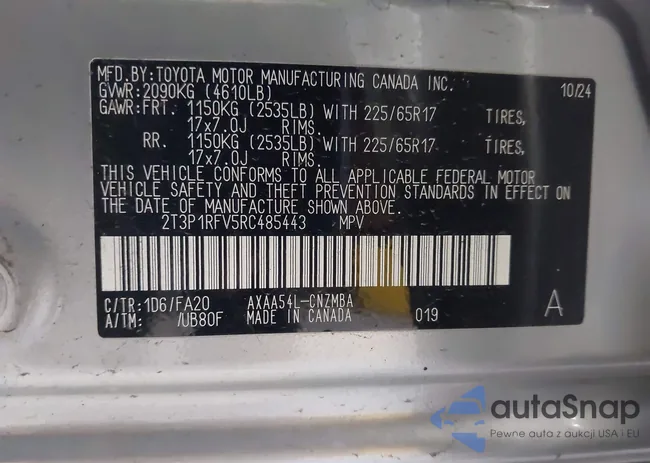 MFD.BY:TOYOTA MOTOR MANUFACTURING CANADA INC.
GVWR:2090KG (4610LB) 10/24
GAWR:FRT. 1150KG (2535LB) WITH 225/65R17 TIRES,
17x7.0J RIMS.
RR. 1150KG (2535LB) WITH 225/65R17 TIRES,
17x7.0J RIMS.
THIS VEHICLE CONFORMS TO ALL APPLICABLE FEDERAL MOTOR
VEHICLE SAFETY AND THEFT PREVENTION STANDARDS IN EFFECT ON
THE DATE OF MANUFACTURE SHOWN ABOVE.
2T3P1RFV5RC485443 MPV
C/TR:1D6/FA20 AXAA54L-CNZMBA A
A/TM: /UB80F MADE IN CANADA 019
autaSnap
Pewne auta z aukcji USA i EU